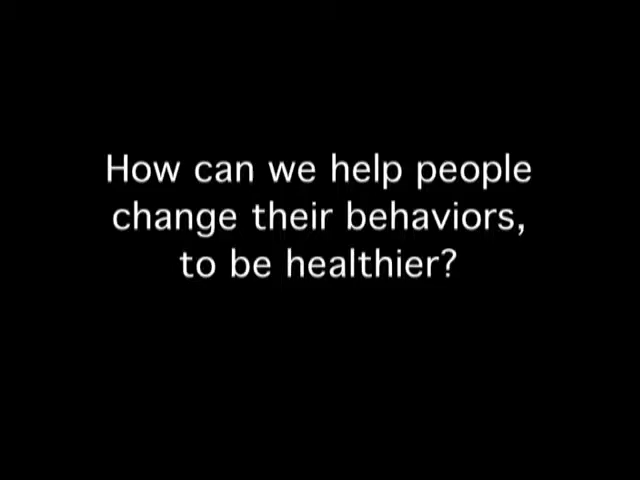 How can we help people
change their behaviors,
to be healthier?